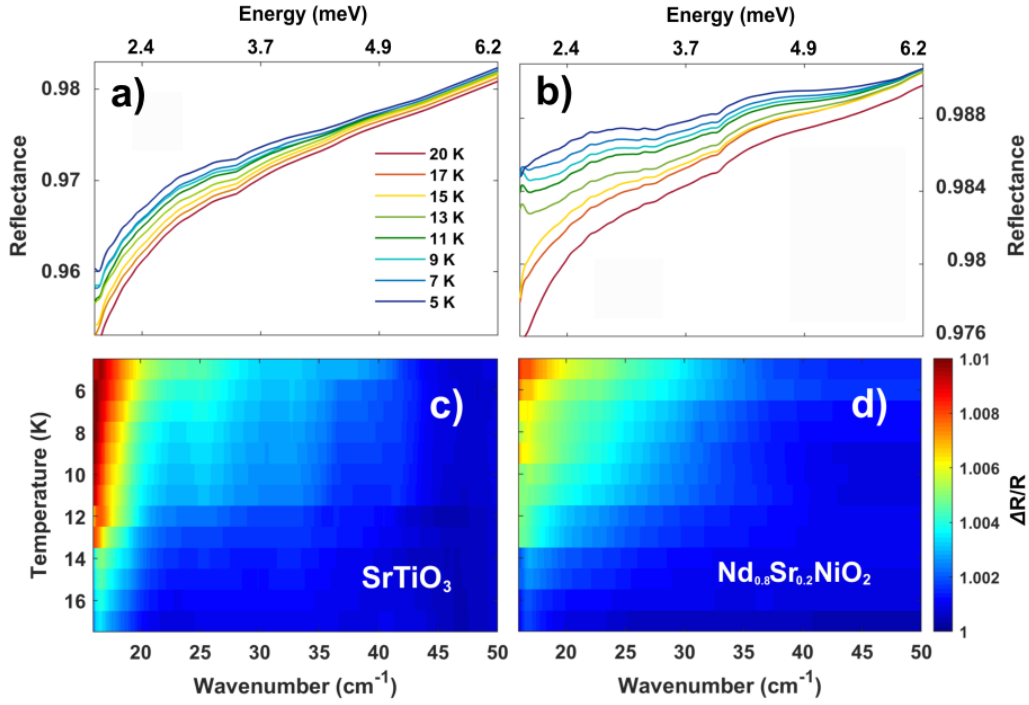 Energy (meV)
Energy (meV)
2.4 3.7 4.9 6.2
2.4 3.7 4.9 6.2
a)
b)
0.98
0.97
0.96
Reflectance
20 K
17 K
15 K
13 K
11 K
9 K
7 K
5 K
0.988
0.984
0.98
0.976
Reflectance
c)
d)
6
8
10
12
14
16
Temperature (K)
SrTiO₃
Nd₀.₈Sr₀.₂NiO₂
1.01
1.008
1.006
1.004
1.002
1
ΔR/R
20 25 30 35 40 45 50
20 25 30 35 40 45 50
Wavenumber (cm⁻¹)
Wavenumber (cm⁻¹)